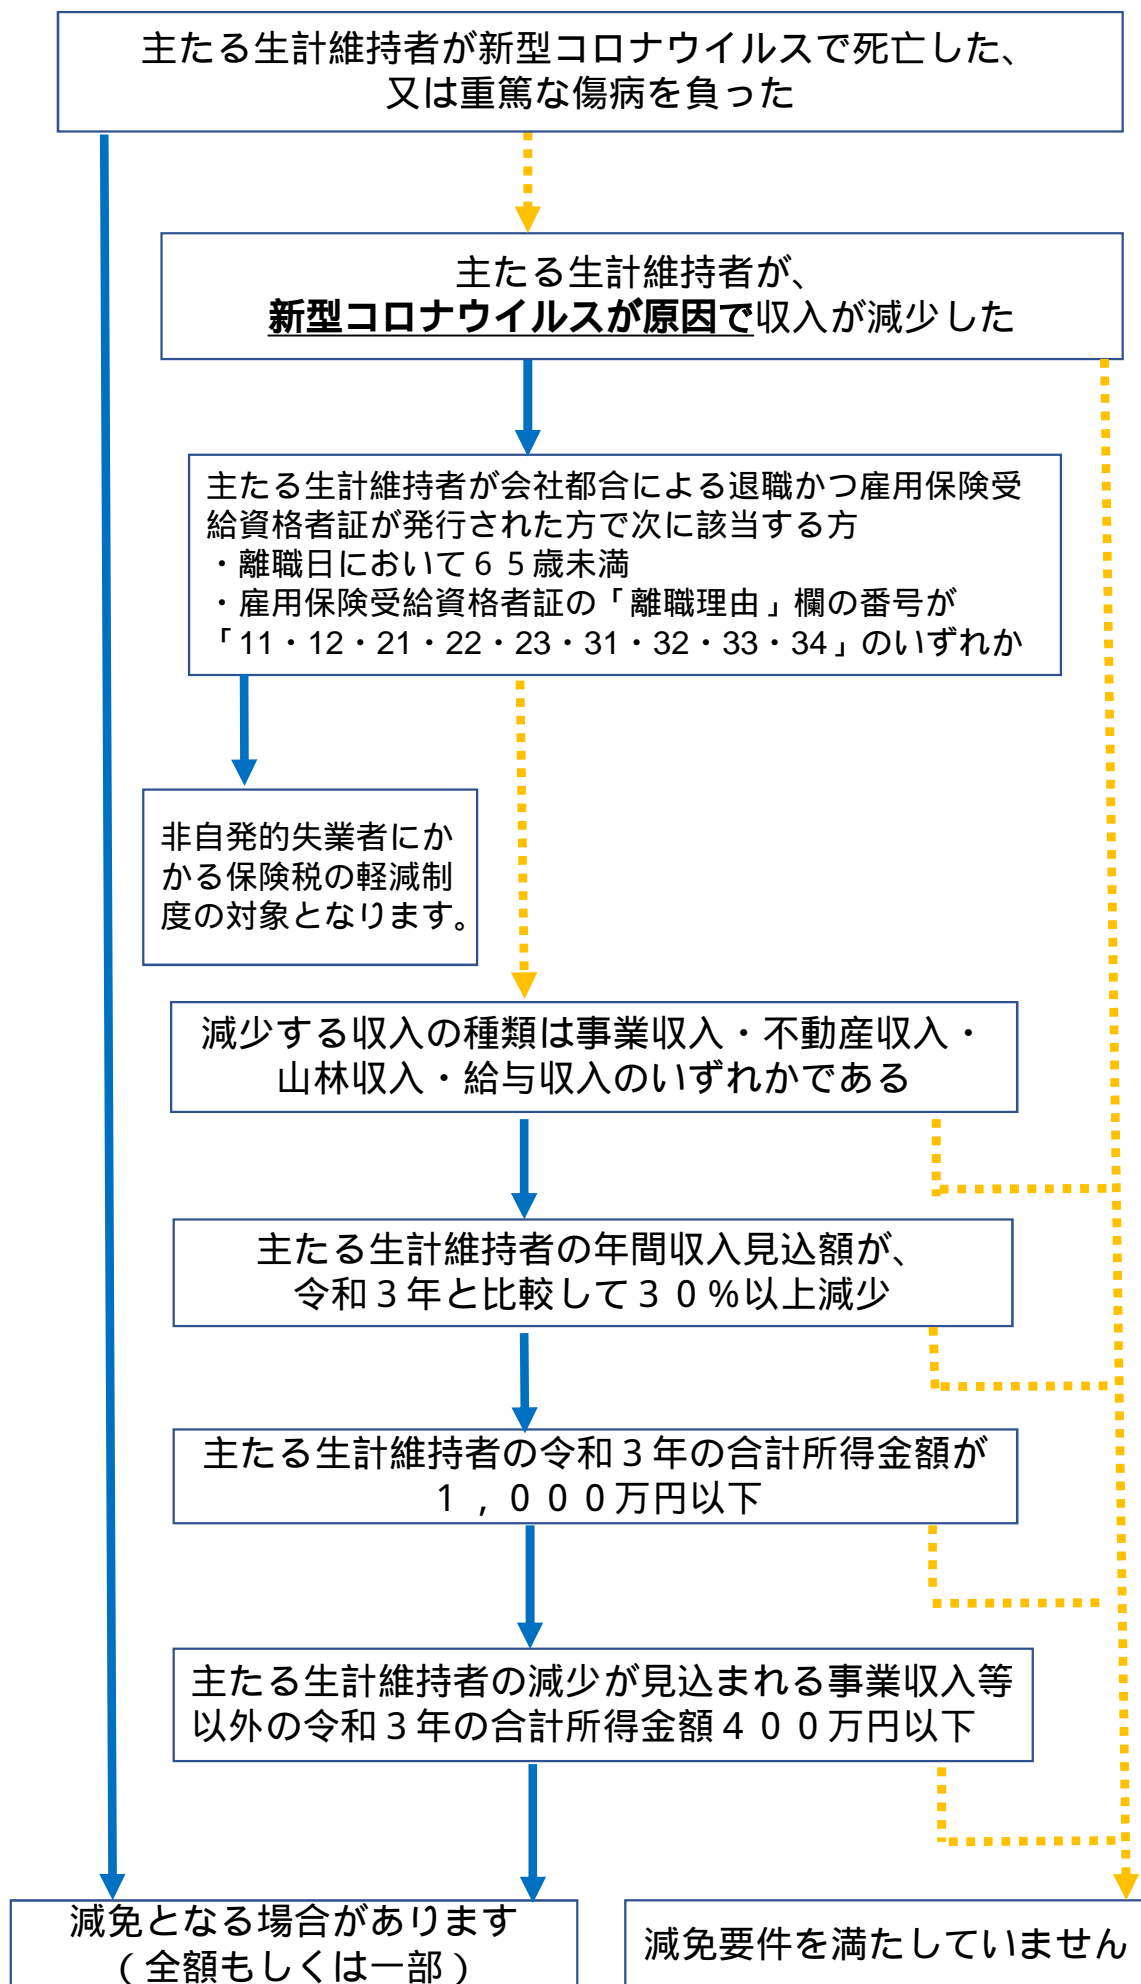 主たる生計維持者が新型コロナウイルスで死亡した、
又は重篤な傷病を負った
主たる生計維持者が、
新型コロナウイルスが原因で収入が減少した
主たる生計維持者が会社都合による退職かつ雇用保険受
給資格者証が発行された方で次に該当する方
・離職日において６５歳未満
・雇用保険受給資格者証の「離職理由」欄の番号が
「11・12・21・22・23・31・32・33・34」のいずれか
非自発的失業者にか
かる保険税の軽減制
度の対象となります。
減少する収入の種類は事業収入・不動産収入・
山林収入・給与収入のいずれかである
主たる生計維持者の年間収入見込額が、
令和３年と比較して３０％以上減少
主たる生計維持者の令和３年の合計所得金額が
１，０００万円以下
主たる生計維持者の減少が見込まれる事業収入等
以外の令和３年の合計所得金額４００万円以下
減免となる場合があります
（全額もしくは一部）
減免要件を満たしていません